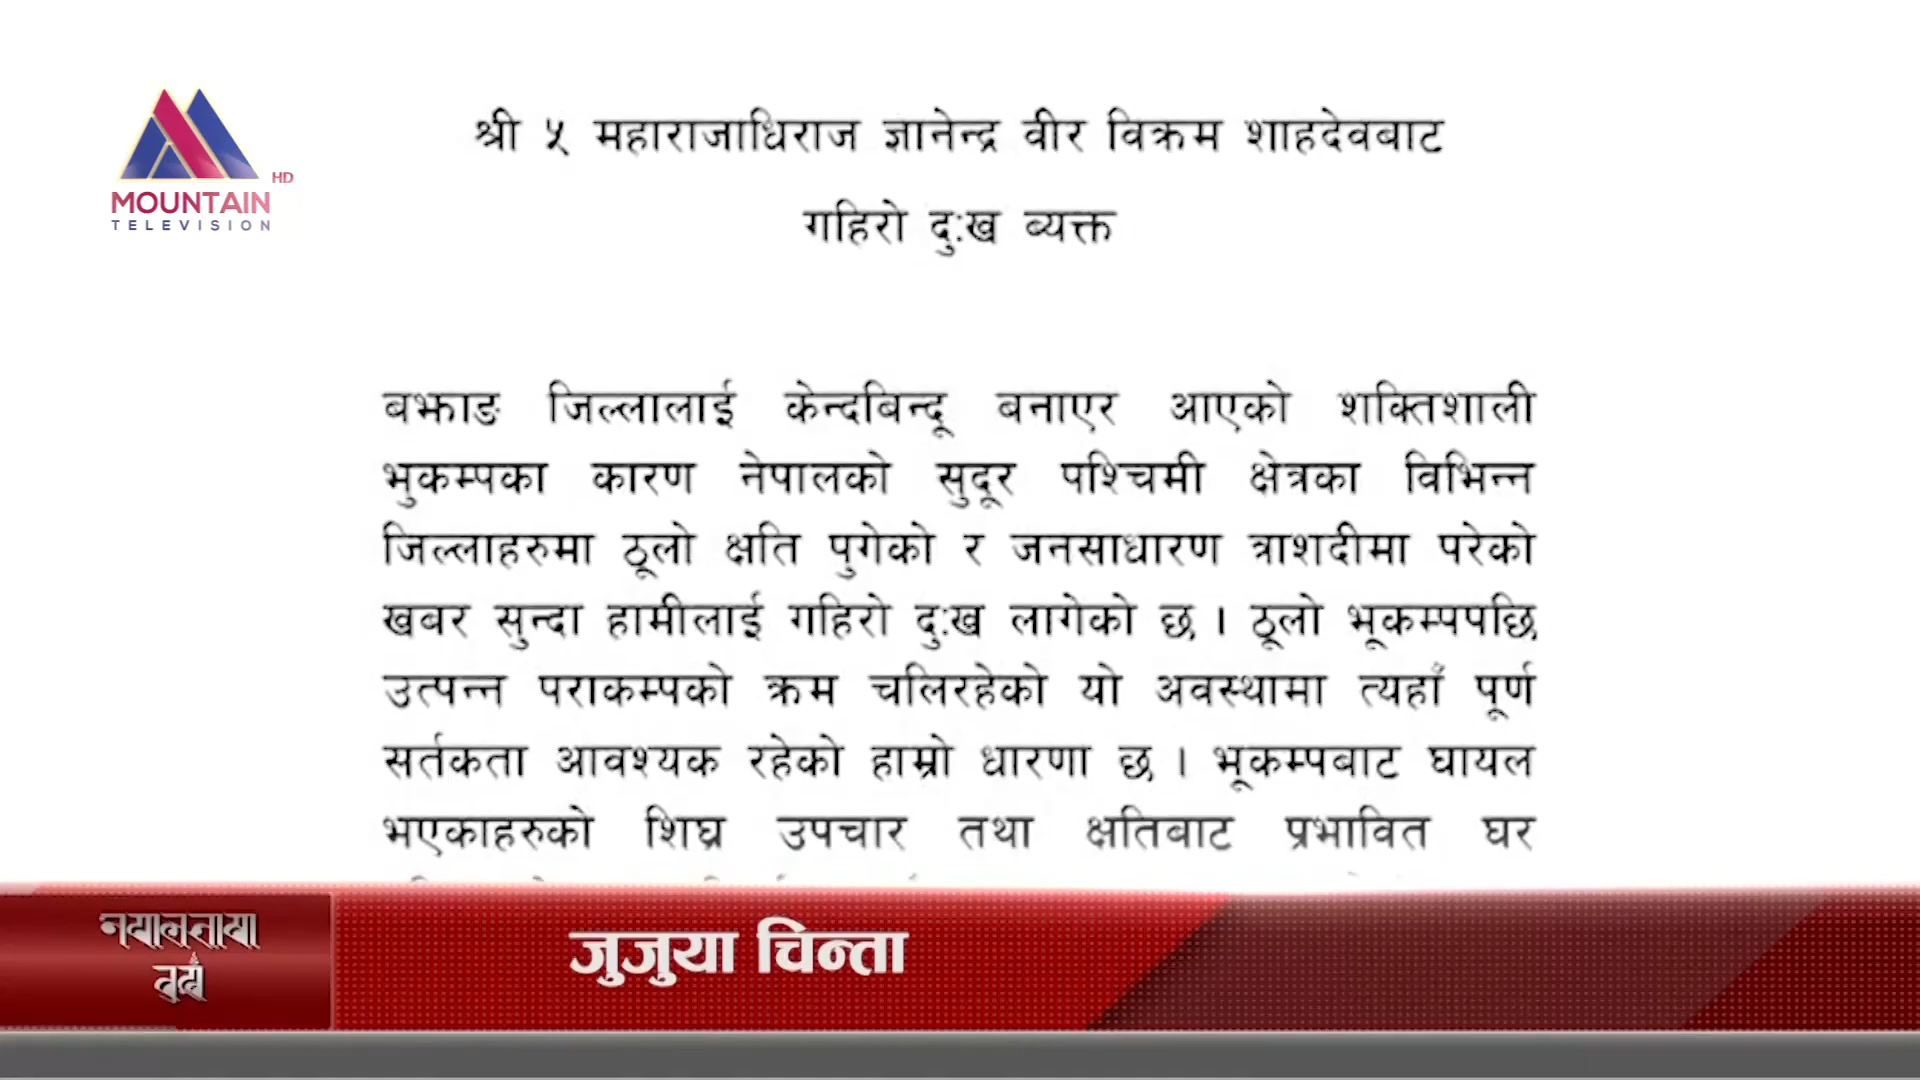 MOUNTAIN HD
TELEVISION
श्री ५ महाराजाधिराज ज्ञानेन्द्र वीर विक्रम शाहदेवबाट
गहिरो दु:ख ब्यक्त
बझाङ जिल्लालाई केन्दबिन्दू बनाएर आएको शक्तिशाली
भुकम्पका कारण नेपालको सुदूर पश्चिमी क्षेत्रका विभिन्न
जिल्लाहरुमा ठूलो क्षति पुगेको र जनसाधारण त्राशदीमा परेको
खबर सुन्दा हामीलाई गहिरो दु:ख लागेको छ । ठूलो भूकम्पपछि
उत्पन्न पराकम्पको क्रम चलिरहेको यो अवस्थामा त्यहाँ पूर्ण
सर्तकता आवश्यक रहेको हाम्रो धारणा छ । भूकम्पबाट घायल
भएकाहरुको शिघ्र उपचार तथा क्षतिबाट प्रभावित घर
जुजुया चिन्ता